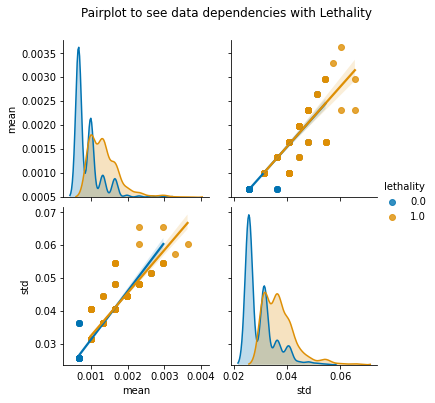 Pairplot to see data dependencies with Lethality
0.0035
0.0030
0.0025
0.0020
0.0015
0.0010
0.0005
mean
lethality
0.0
1.0
0.07
0.06
0.05
0.04
0.03
std
0.001 0.002 0.003 0.004
mean
0.02 0.04 0.06
std